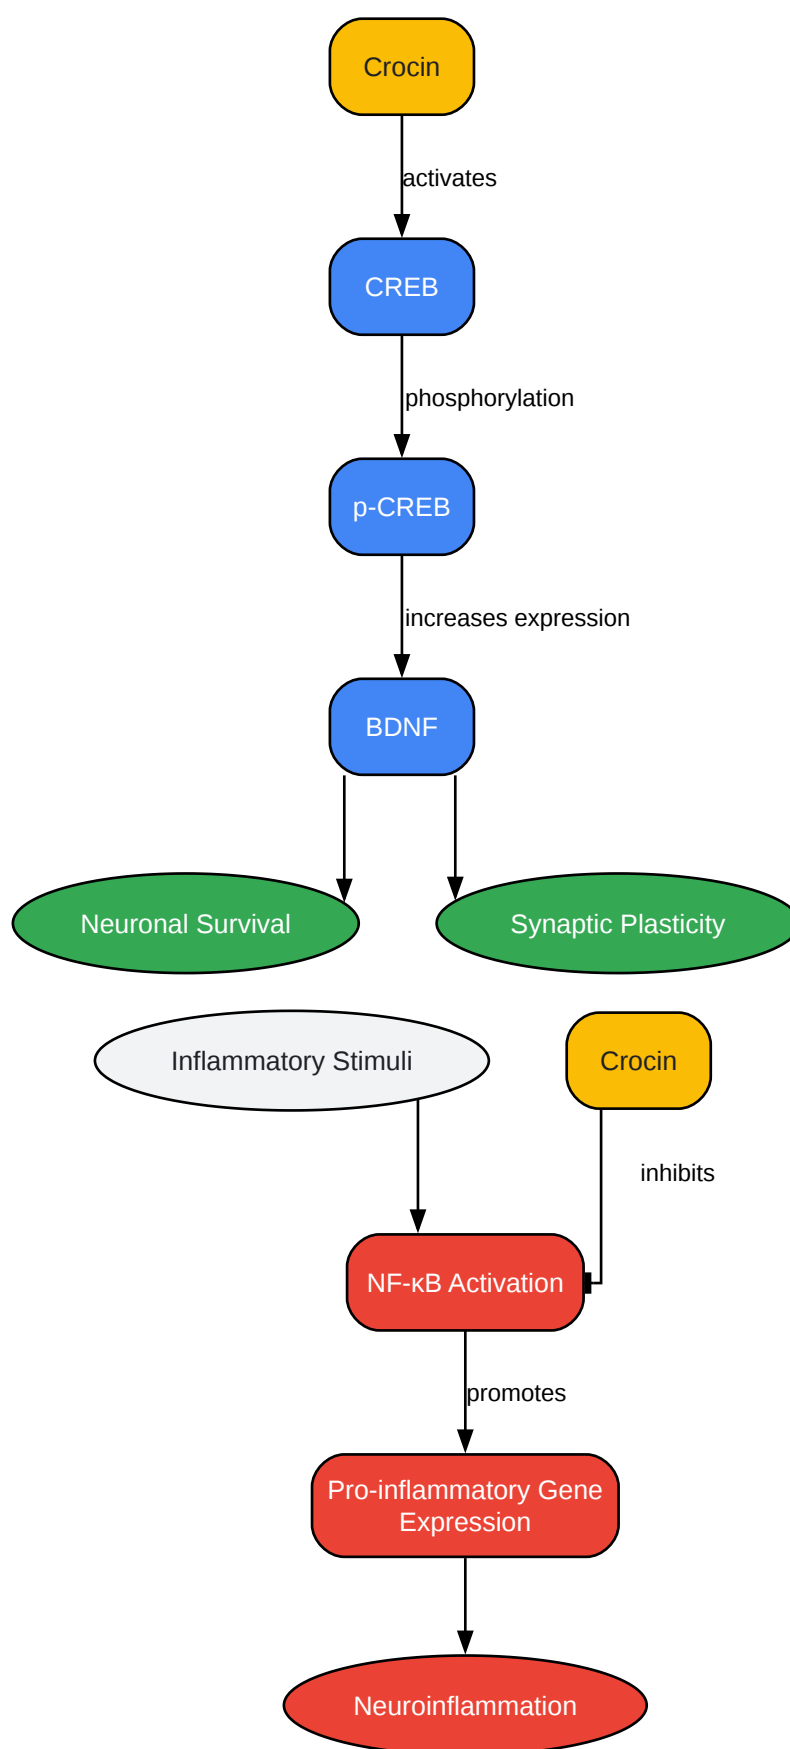 Crocin
activates
CREB
phosphorylation
p-CREB
increases expression
BDNF
Neuronal Survival
Synaptic Plasticity
Inflammatory Stimuli
Crocin
inhibits
NF-κB Activation
promotes
Pro-inflammatory Gene
Expression
Neuroinflammation